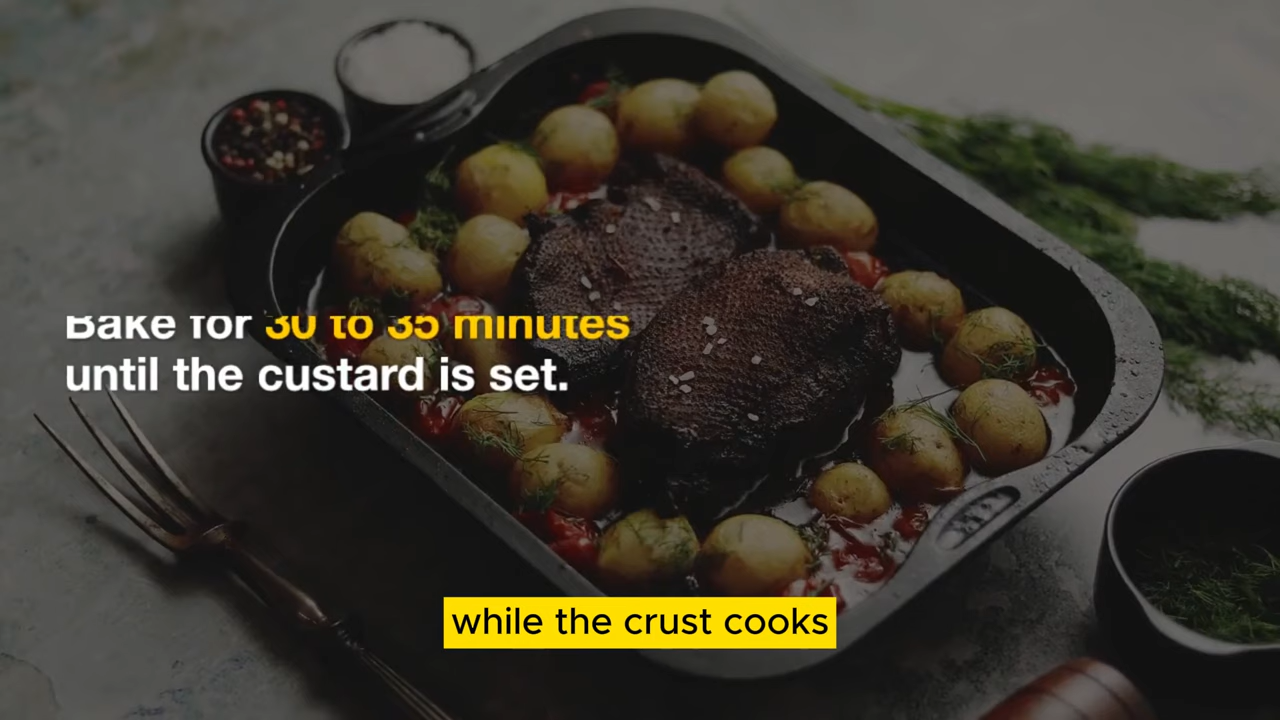 Bake for 30 to 35 minutes
until the custard is set.
while the crust cooks